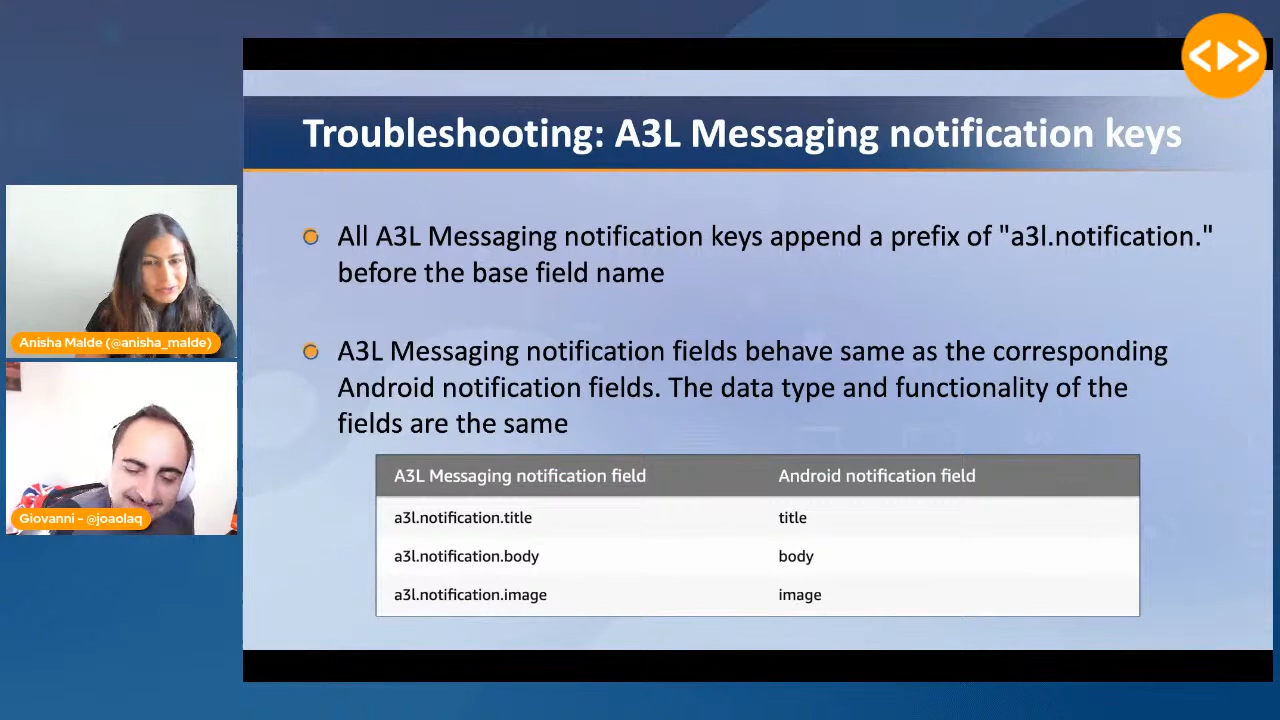 Troubleshooting: A3L Messaging notification keys
All A3L Messaging notification keys append a prefix of "a3l.notification."
before the base field name
A3L Messaging notification fields behave same as the corresponding
Android notification fields. The data type and functionality of the
fields are the same
A3L Messaging notification field Android notification field
a3l.notification.title title
a3l.notification.body body
a3l.notification.image image
Anisha Malde (@anisha_malde)
Giovanni - @joaolaq